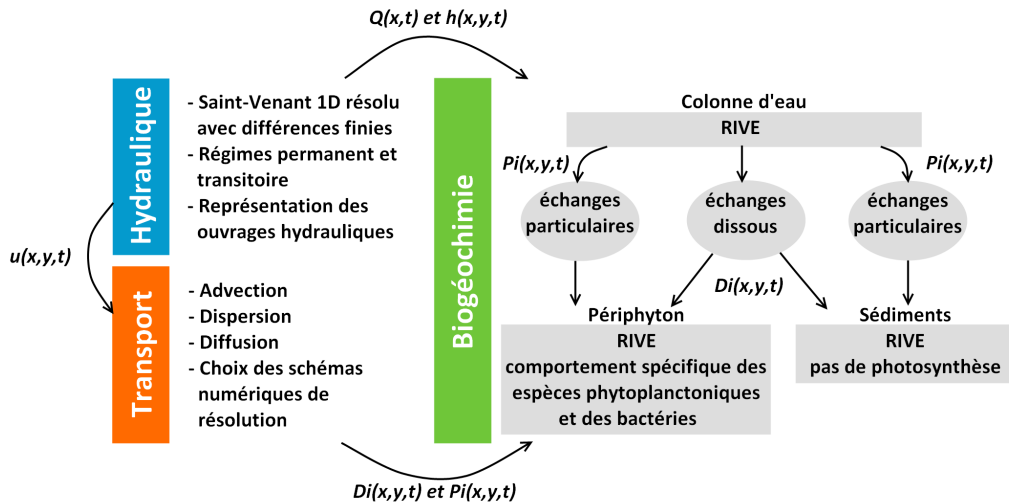 Q(x,t) et h(x,y,t)
Hydraulique
- Saint-Venant 1D résolu
avec différences finies
- Régimes permanent et
transitoire
- Représentation des
ouvrages hydrauliques
u(x,y,t)
Transport
- Advection
- Dispersion
- Diffusion
- Choix des schémas
numériques de
résolution
Di(x,y,t) et Pi(x,y,t)
Biogéochimie
Colonne d'eau
RIVE
Pi(x,y,t)
Pi(x,y,t)
échanges
particulaires
échanges
dissous
échanges
particulaires
Di(x,y,t)
Périphyton
RIVE
comportement spécifique des
espèces phytoplanctoniques
et des bactéries
Sédiments
RIVE
pas de photosynthèse